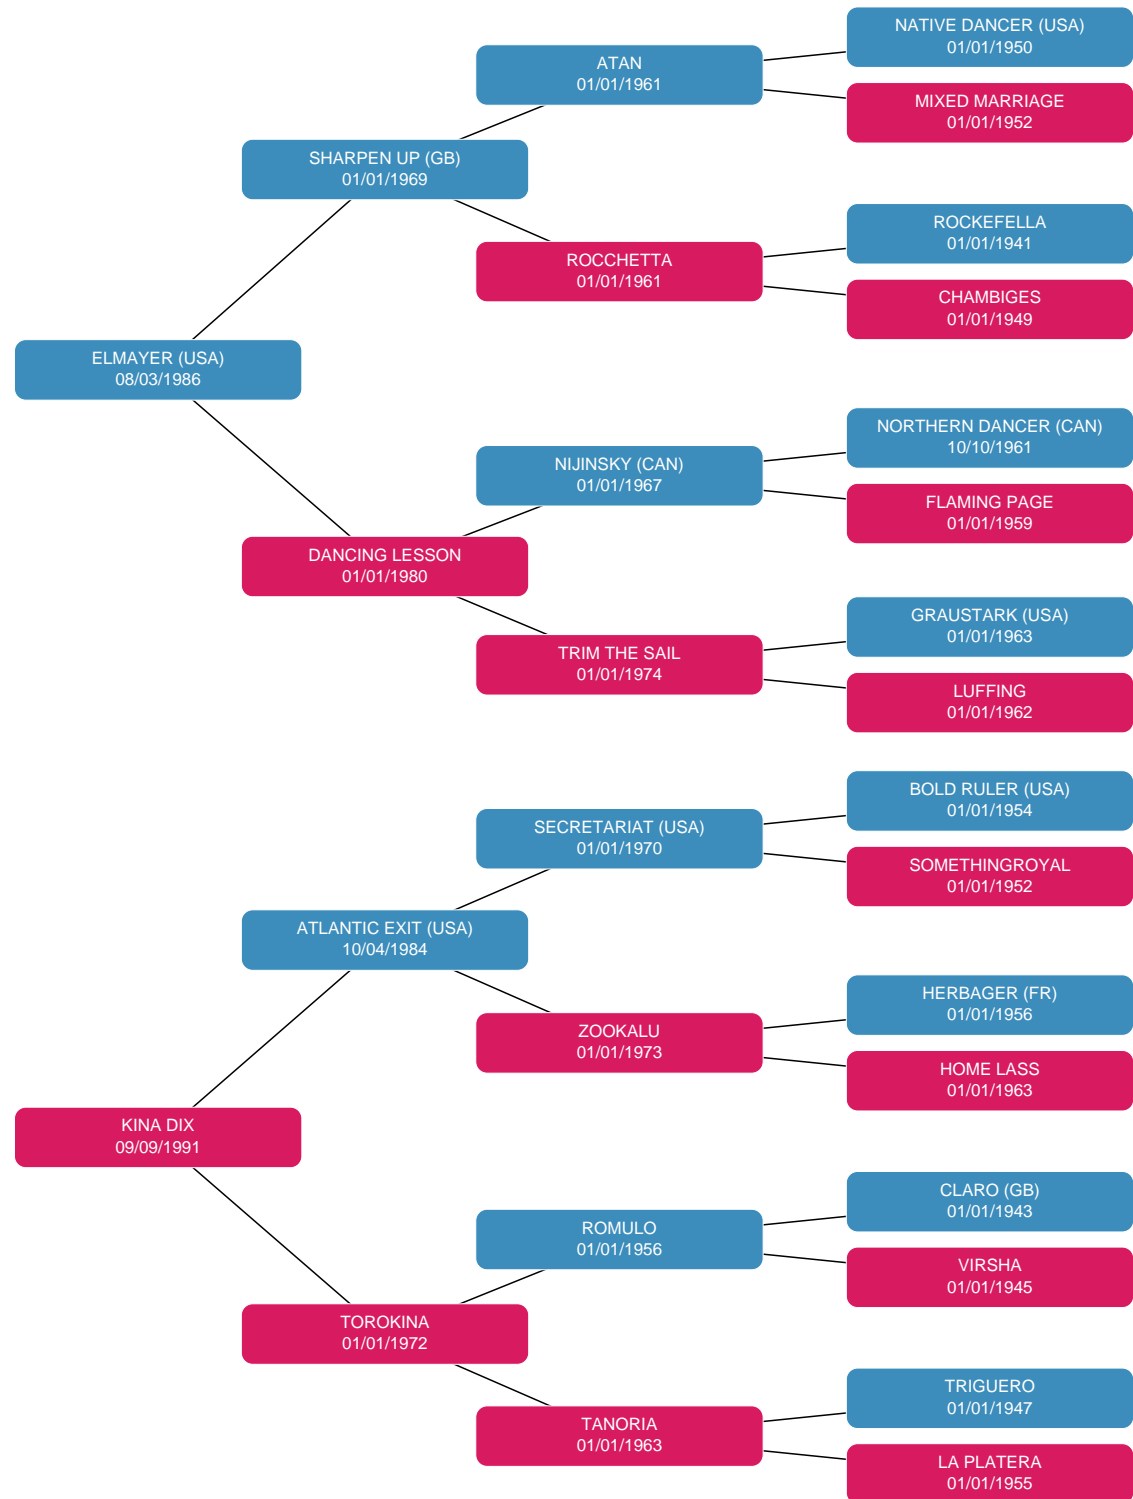 NATIVE DANCER (USA)
01/01/1950
ATAN
01/01/1961
MIXED MARRIAGE
01/01/1952
SHARPEN UP (GB)
01/01/1969
ROCKEFELLA
01/01/1941
ROCCHETTA
01/01/1961
CHAMBIGES
01/01/1949
ELMAYER (USA)
08/03/1986
NORTHERN DANCER (CAN)
10/10/1961
NIJINSKY (CAN)
01/01/1967
FLAMING PAGE
01/01/1959
DANCING LESSON
01/01/1980
GRAUSTARK (USA)
01/01/1963
TRIM THE SAIL
01/01/1974
LUFFING
01/01/1962
BOLD RULER (USA)
01/01/1954
SECRETARIAT (USA)
01/01/1970
SOMETHINGROYAL
01/01/1952
ATLANTIC EXIT (USA)
10/04/1984
HERBAGER (FR)
01/01/1956
ZOOKALU
01/01/1973
HOME LASS
01/01/1963
KINA DIX
09/09/1991
CLARO (GB)
01/01/1943
ROMULO
01/01/1956
VIRSHA
01/01/1945
TOROKINA
01/01/1972
TRIGUERO
01/01/1947
TANORIA
01/01/1963
LA PLATERA
01/01/1955